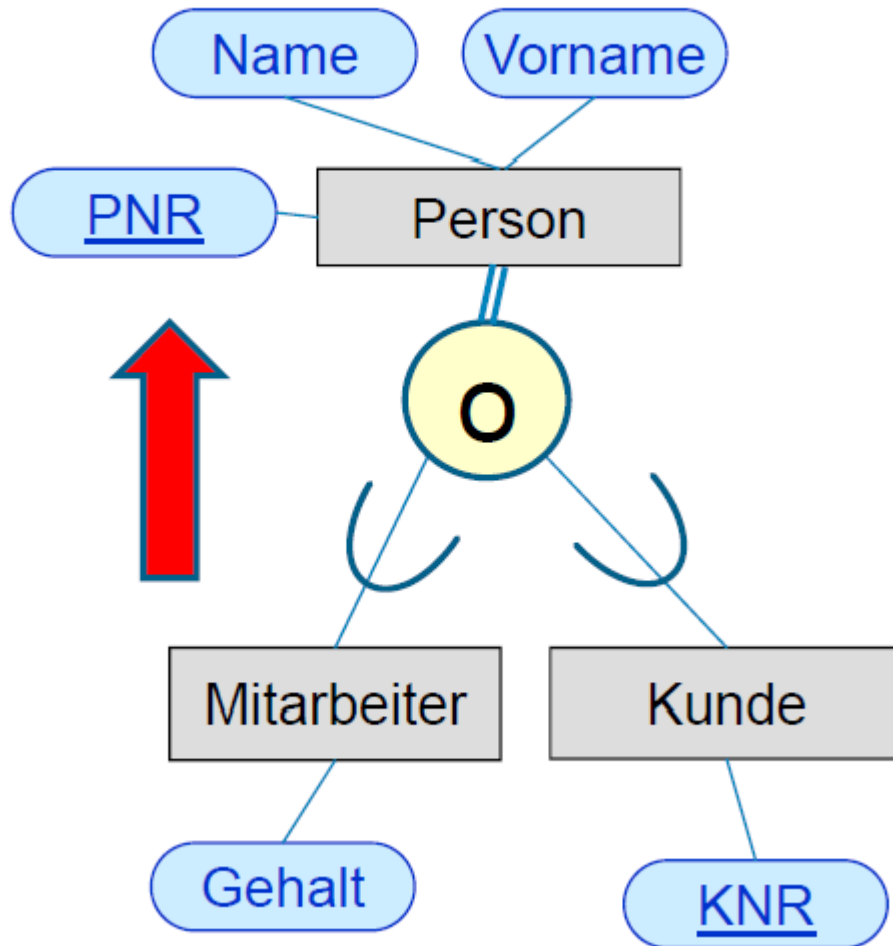 Name
Vorname
PNR
Person
O
Mitarbeiter
Kunde
Gehalt
KNR